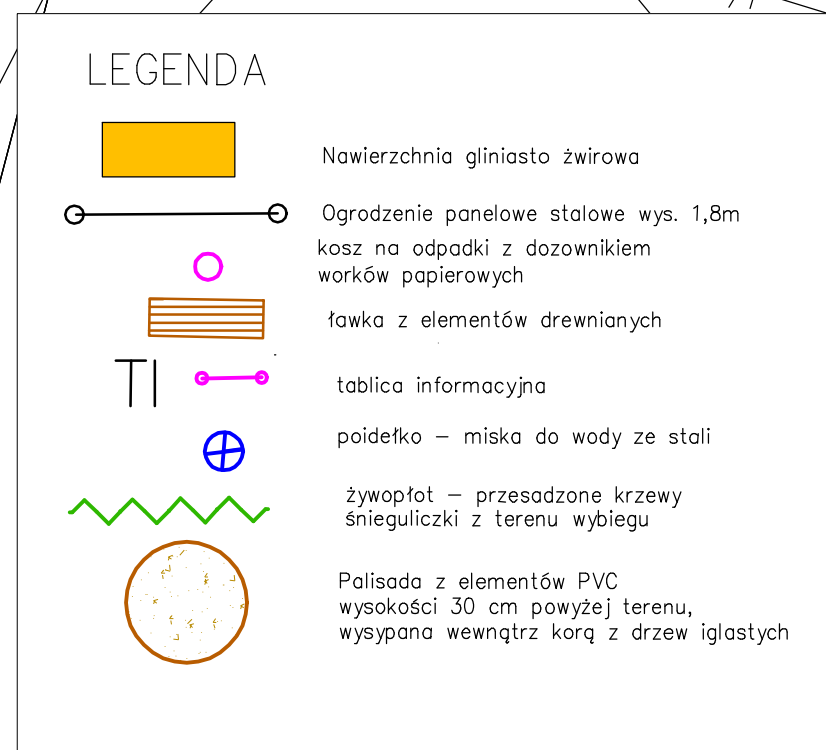 LEGENDA
Nawierzchnia gliniasto żwirowa
Ogrodzenie panelowe stalowe wys. 1,8m
kosz na odpadki z dozownikiem
worków papierowych
ławka z elementów drewnianych
TI
tablica informacyjna
poidełko – miska do wody ze stali
żywopłot – przesadzone krzewy
śnieguliczki z terenu wybiegu
Palisada z elementów PVC
wysokości 30 cm powyżej terenu,
wysypana wewnątrz korą z drzew iglastych